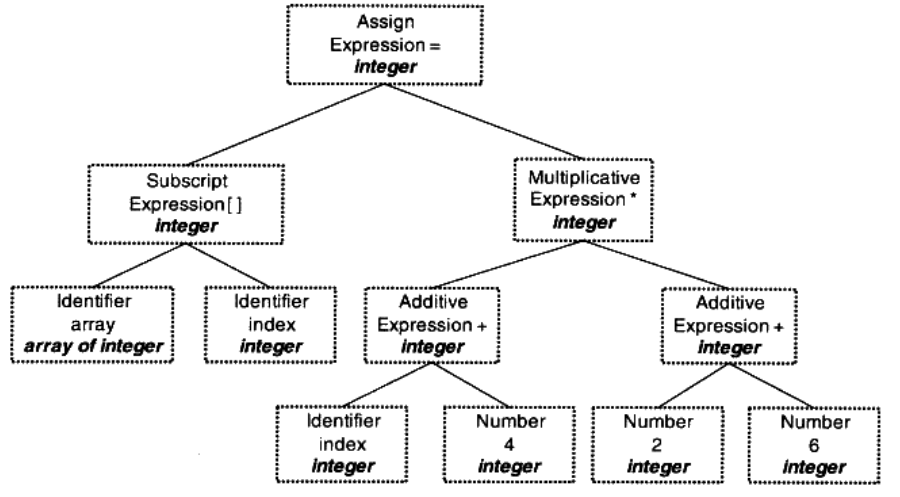 Assign
Expression =
integer
Subscript
Expression [ ]
integer
Multiplicative
Expression *
integer
Identifier
array
array of integer
Identifier
index
integer
Additive
Expression +
integer
Additive
Expression +
integer
Identifier
index
integer
Number
4
integer
Number
2
integer
Number
6
integer